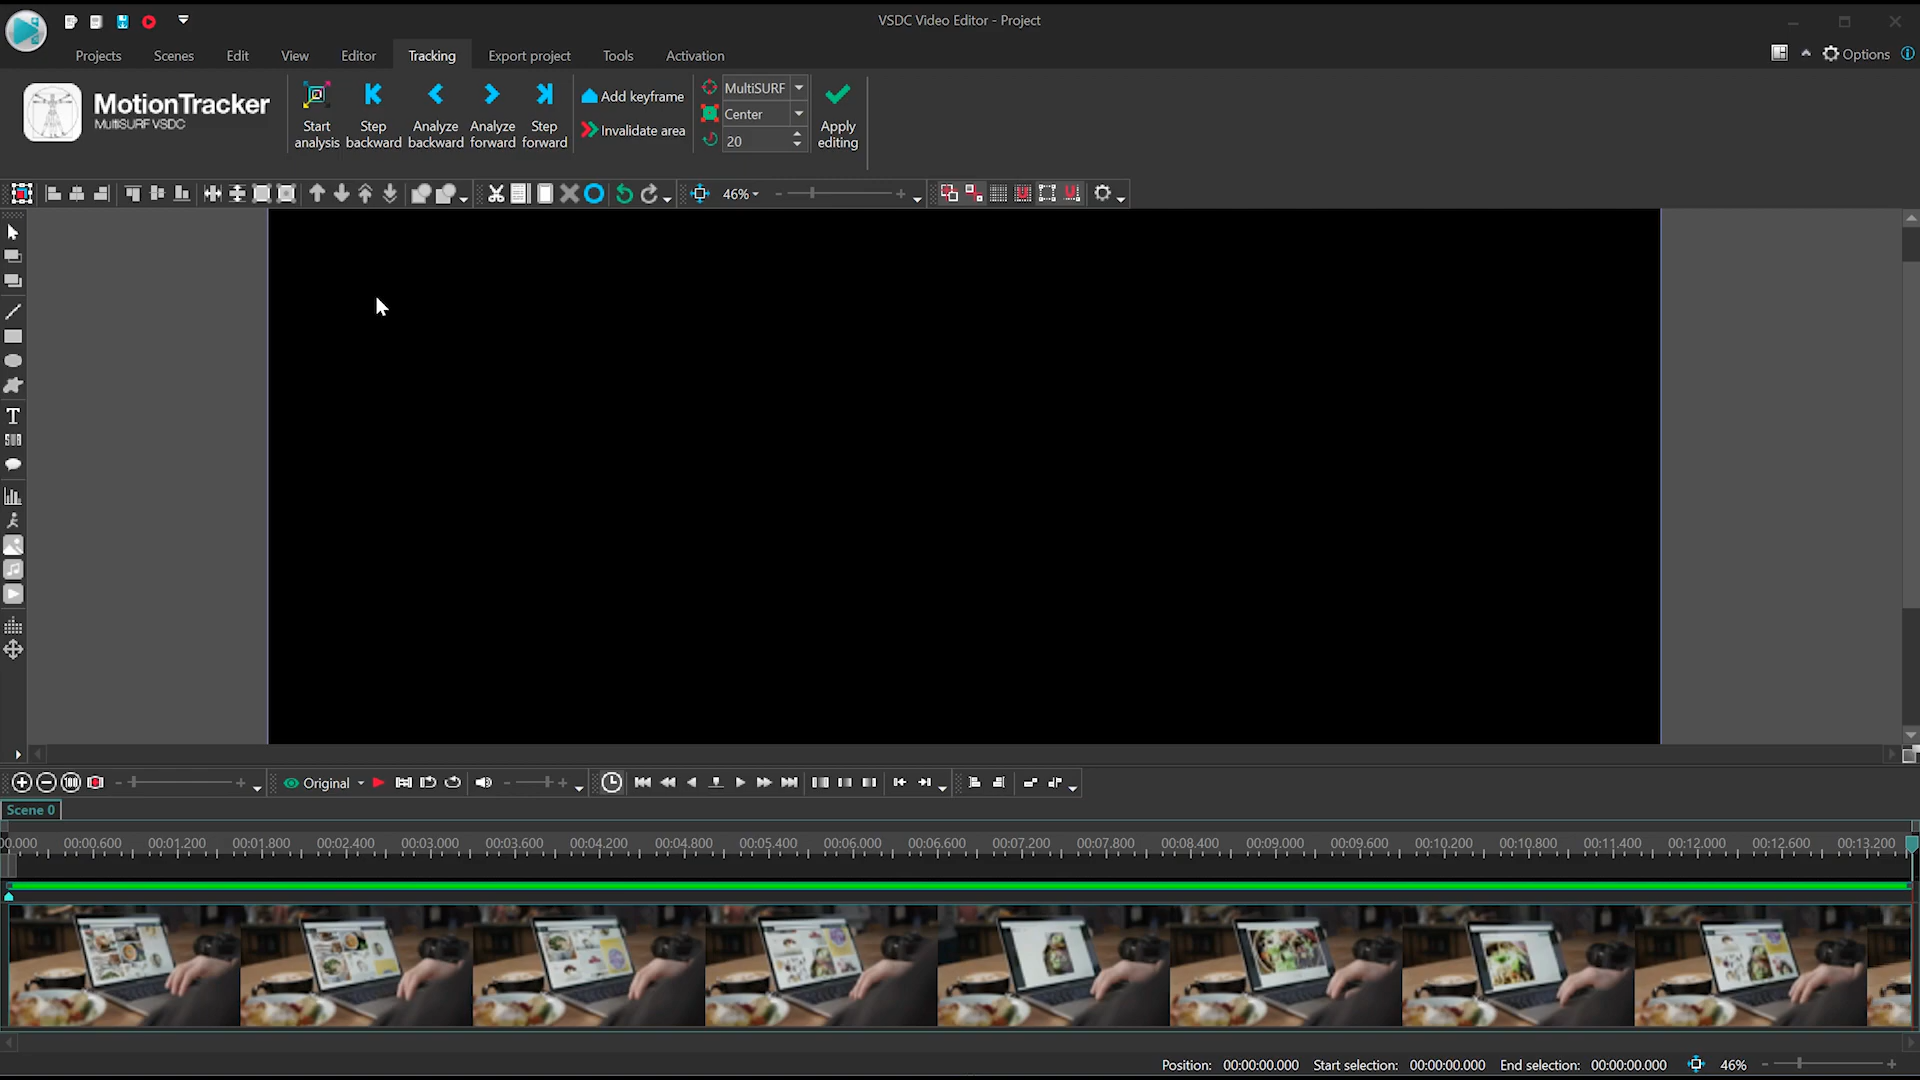 VSDC Video Editor - Project
Projects Scenes Edit View Editor Tracking Export project Tools Activation Options
MotionTracker
MultiSURF VSDC
Start analysis
Step backward
Analyze backward
Analyze forward
Step forward
Add keyframe
Invalidate area
MultiSURF
Center
20
Apply editing
46%
T
SUB
Original
Scene 0
00.000 00:00.600 00:01.200 00:01.800 00:02.400 00:03.000 00:03.600 00:04.200 00:04.800 00:05.400 00:06.000 00:06.600 00:07.200 00:07.800 00:08.400 00:09.000 00:09.600 00:10.200 00:10.800 00:11.400 00:12.000 00:12.600 00:13.200
Position: 00:00:00.000 Start selection: 00:00:00.000 End selection: 00:00:00.000 46%